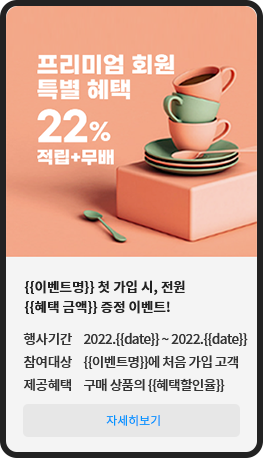 프리미엄 회원
특별 혜택
22%
적립+무배
{{이벤트명}} 첫 가입 시, 전원
{{혜택 금액}} 증정 이벤트!
행사기간 2022.{{date}} ~ 2022.{{date}}
참여대상 {{이벤트명}}에 처음 가입 고객
제공혜택 구매 상품의 {{혜택할인율}}
자세히보기